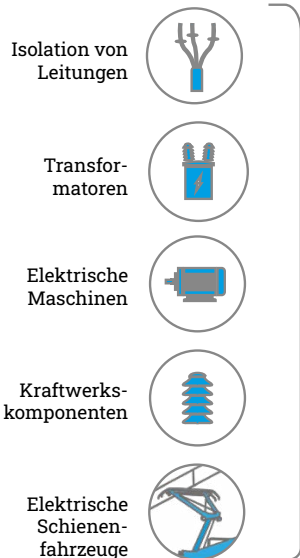 Isolation von
Leitungen
Transfor-
matoren
Elektrische
Maschinen
Kraftwerks-
komponenten
Elektrische
Schienen-
fahrzeuge